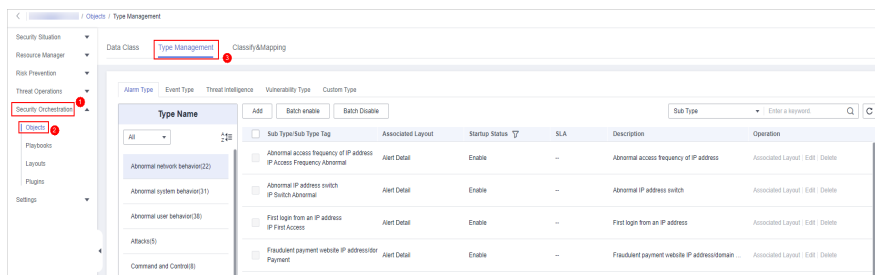 / Objects / Type Management
Security Situation
Resource Manager
Risk Prevention
Threat Operations
Security Orchestration
1
Objects
2
Playbooks
Layouts
Plugins
Settings
Data Class Type Management Classify&Mapping
3
Alarm Type Event Type Threat Intelligence Vulnerability Type Custom Type
Type Name
All
Abnormal network behavior(22)
Abnormal system behavior(31)
Abnormal user behavior(38)
Attacks(5)
Command and Control(8)
Add Batch enable Batch Disable Sub Type Enter a keyword.
Sub Type/Sub Type Tag Associated Layout Startup Status SLA Description Operation
Abnormal access frequency of IP address
IP Access Frequency Abnormal
Alert Detail Enable -- Abnormal access frequency of IP address Associated Layout Edit Delete
Abnormal IP address switch
IP Switch Abnormal
Alert Detail Enable -- Abnormal IP address switch Associated Layout Edit Delete
First login from an IP address
IP First Access
Alert Detail Enable -- First login from an IP address Associated Layout Edit Delete
Fraudulent payment website IP address/dor
Payment
Alert Detail Enable -- Fraudulent payment website IP address/domain ... Associated Layout Edit Delete